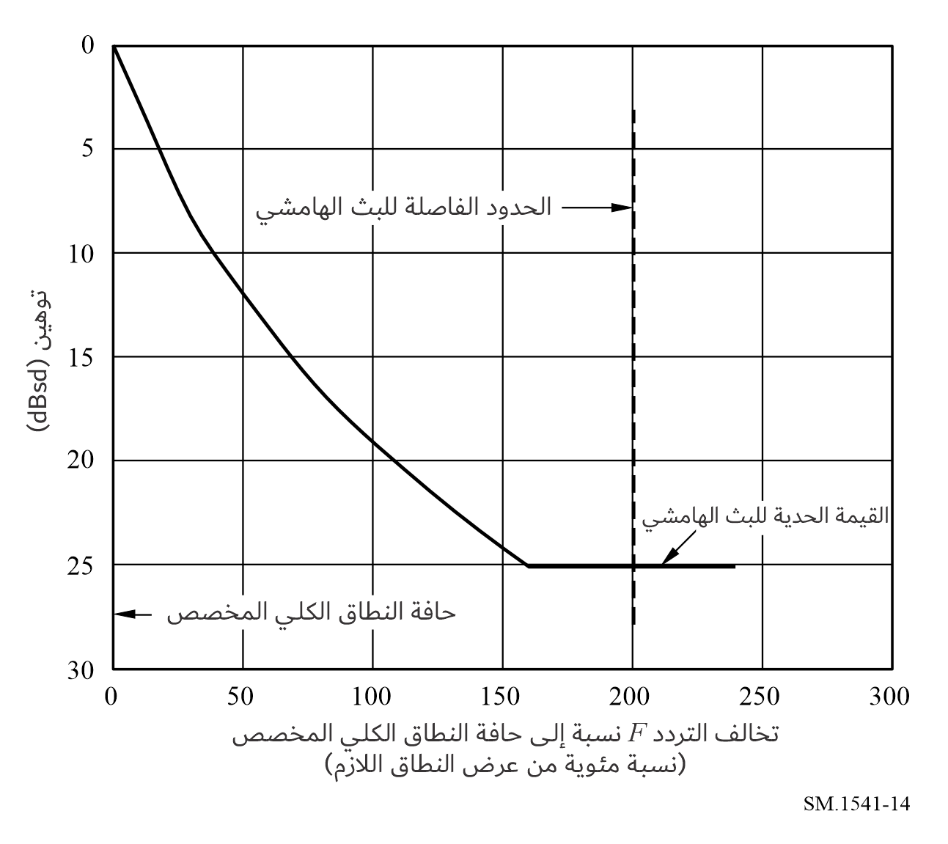 0
5
الحدود الفاصلة للبث الهامشي
10
توهين (dBsd)
15
20
القيمة الحدية للبث الهامشي
25
حافة النطاق الكلي المخصص
30
0 50 100 150 200 250 300
تخالف التردد F نسبة إلى حافة النطاق الكلي المخصص
(نسبة مئوية من عرض النطاق اللازم)
SM.1541-14